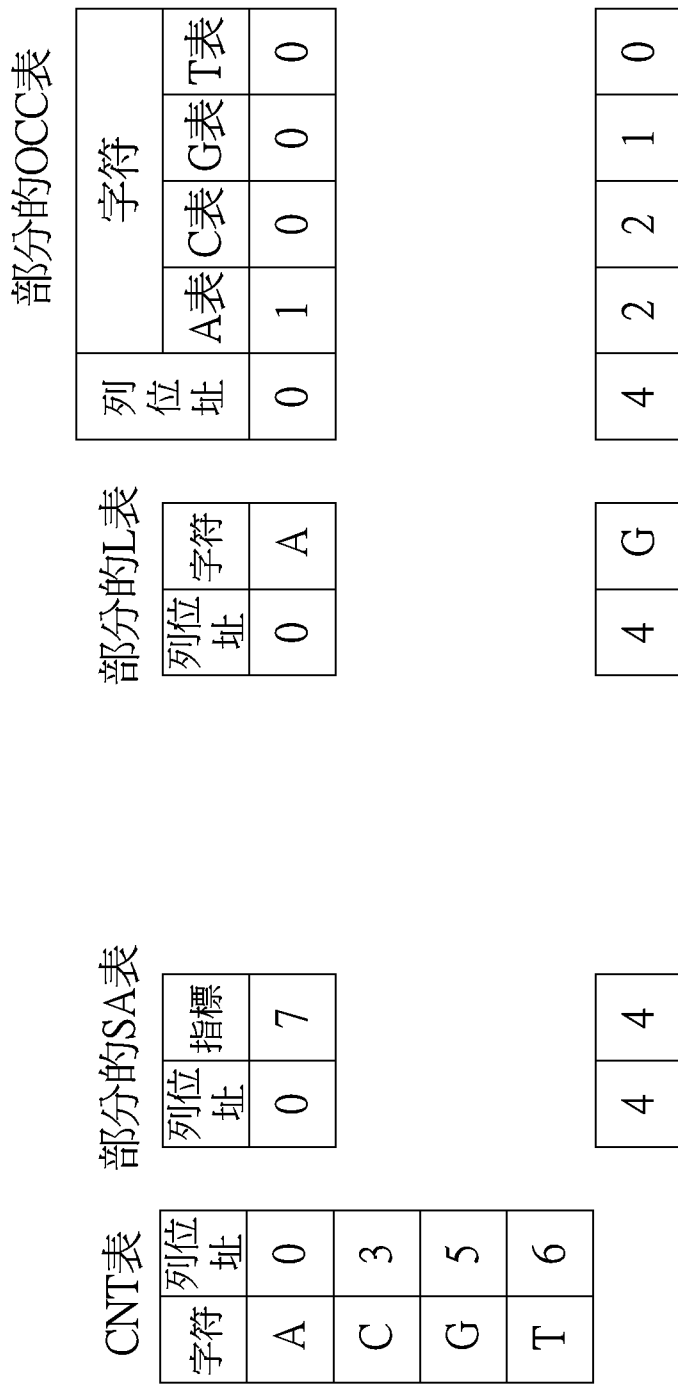 CNT表
字符 列位址
A 0
C 3
G 5
T 6
部分的SA表
列位址 指標
0 7
4 4
部分的L表
列位址 字符
0 A
4 G
部分的OCC表
列位址 字符
A表 C表 G表 T表
0 1 0 0 0
4 2 2 1 0